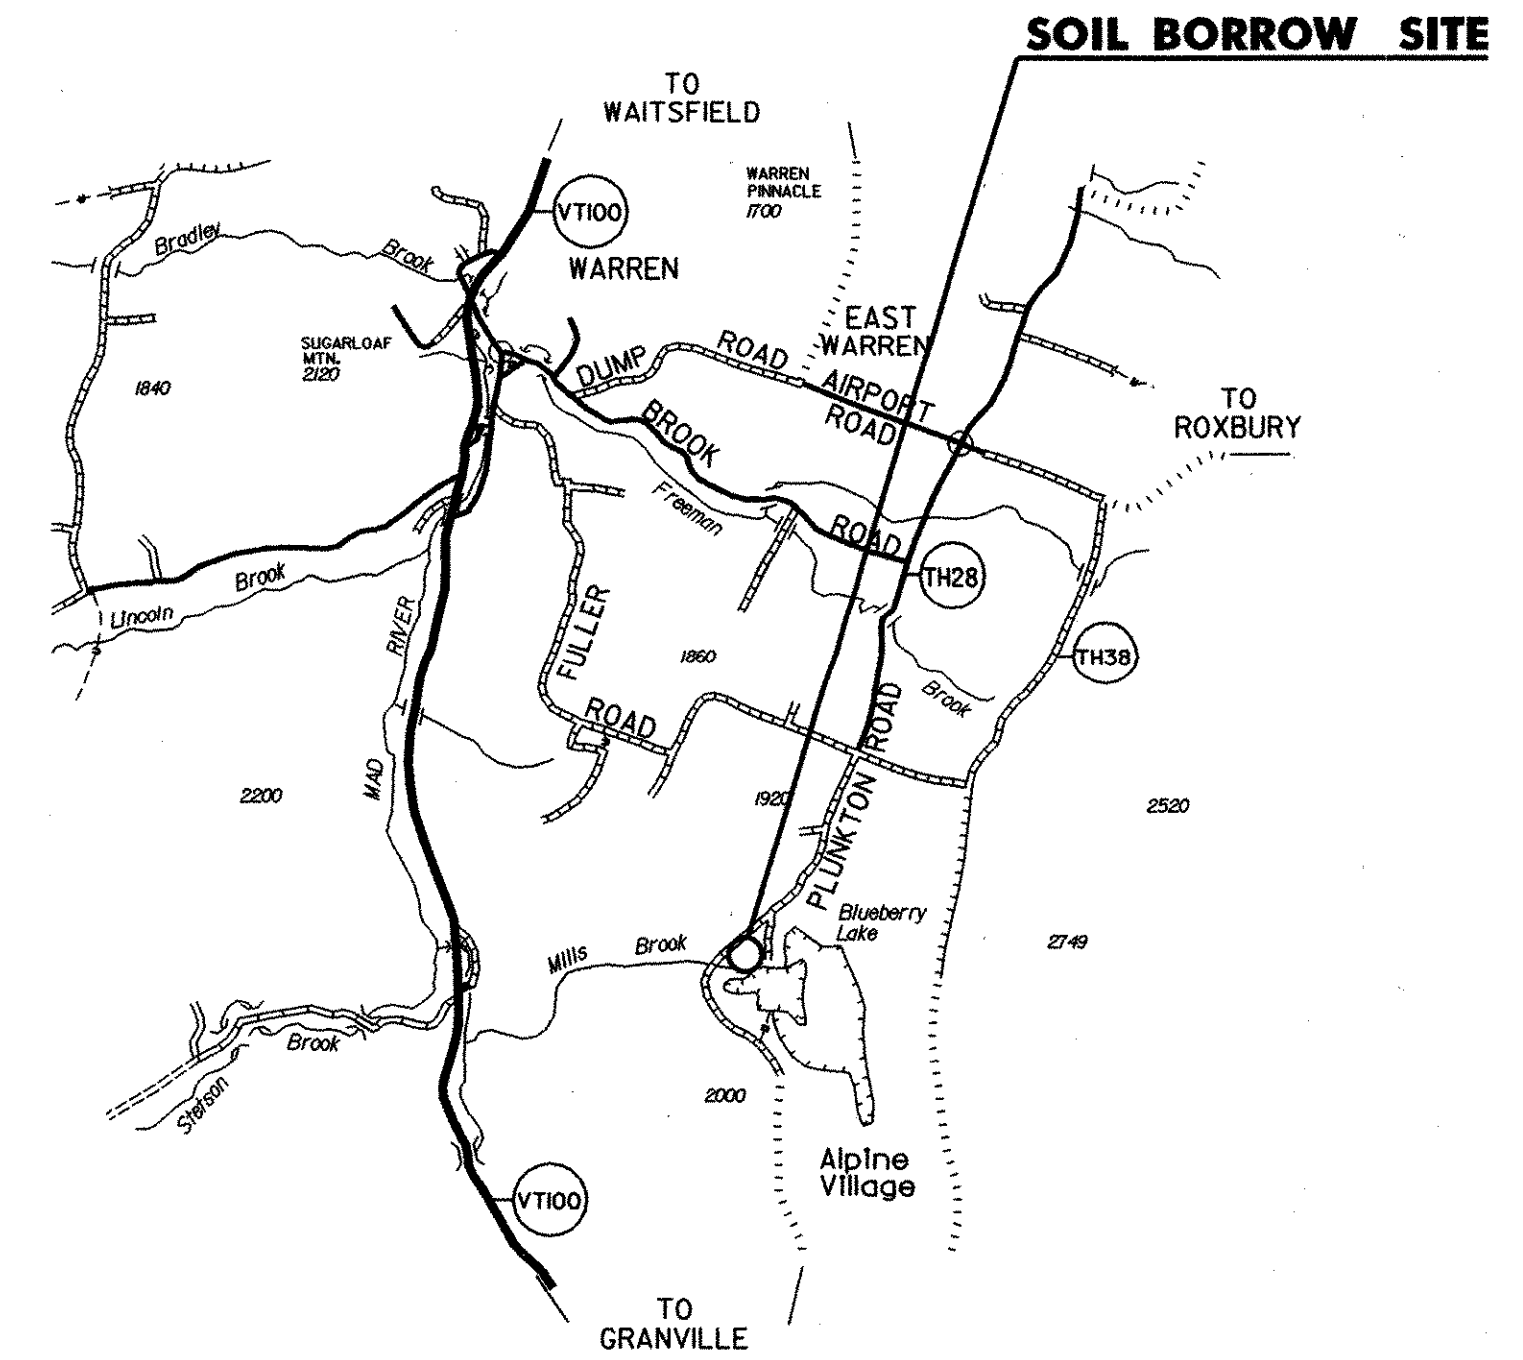 SOIL BORROW SITE
TO
WAITSFIELD
WARREN
PINNACLE
1700
VT100
Bradley
Brook
WARREN
EAST
WARREN
SUGARLOAF
MTN.
2120
1840
DUMP
ROAD
AIRPORT
ROAD
TO
ROXBURY
BROOK
ROAD
Freeman
TH28
Brook
Lincoln
RIVER
MAD
FULLER
ROAD
1860
TH38
Brook
ROAD
PLUNKTON
2200
1920
2520
Blueberry
Lake
2749
Mills
Brook
Brook
Stetson
2000
Alpine
Village
VT100
TO
GRANVILLE